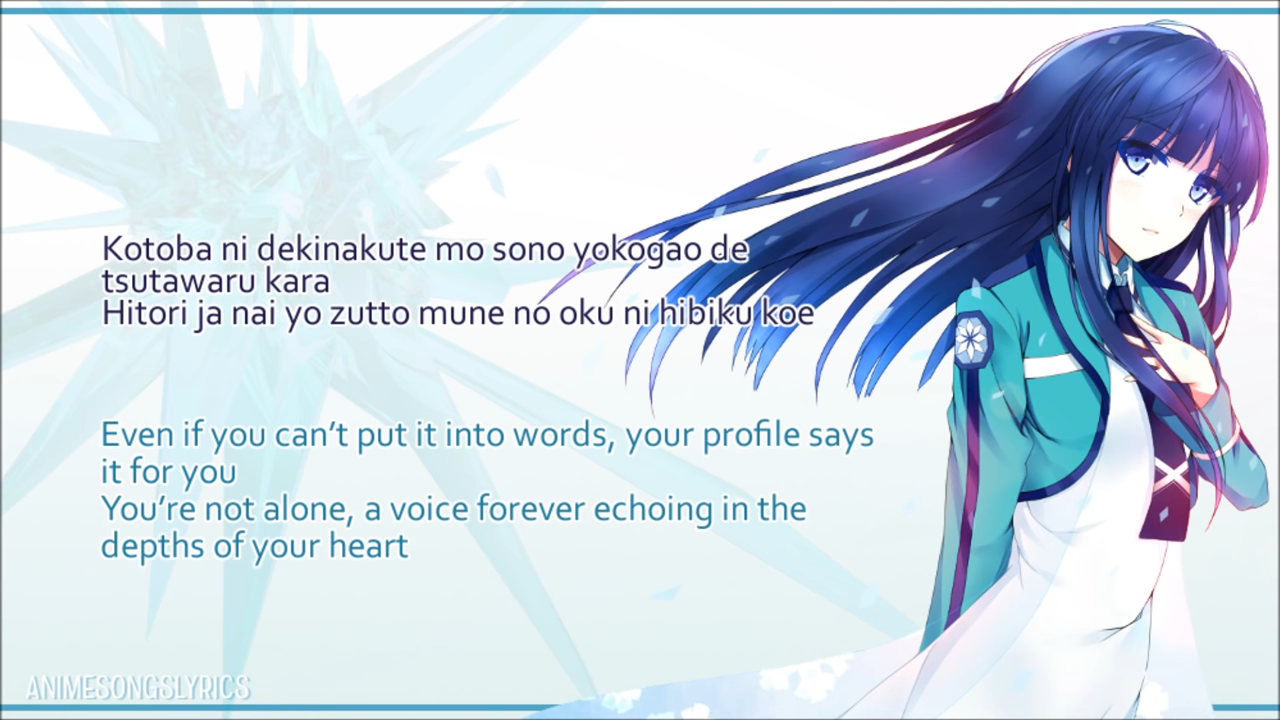 Kotoba ni dekinakute mo sono yokogao de
tsutawaru kara
Hitori ja nai yo zutto mune no oku ni hibiku koe
Even if you can't put it into words, your profile says
it for you
You're not alone, a voice forever echoing in the
depths of your heart
ANIMESONGSLYRICS